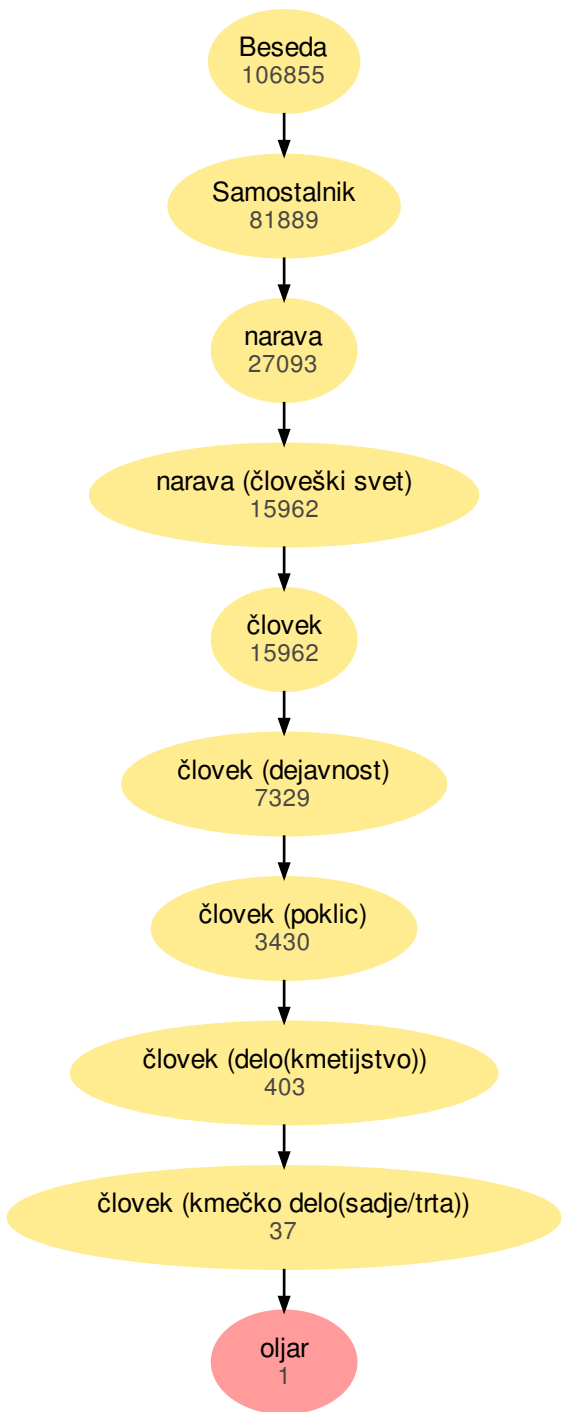 Beseda
106855
Samostalnik
81889
narava
27093
narava (človeški svet)
15962
človek
15962
človek (dejavnost)
7329
človek (poklic)
3430
človek (delo(kmetijstvo))
403
človek (kmečko delo(sadje/trta))
37
oljar
1